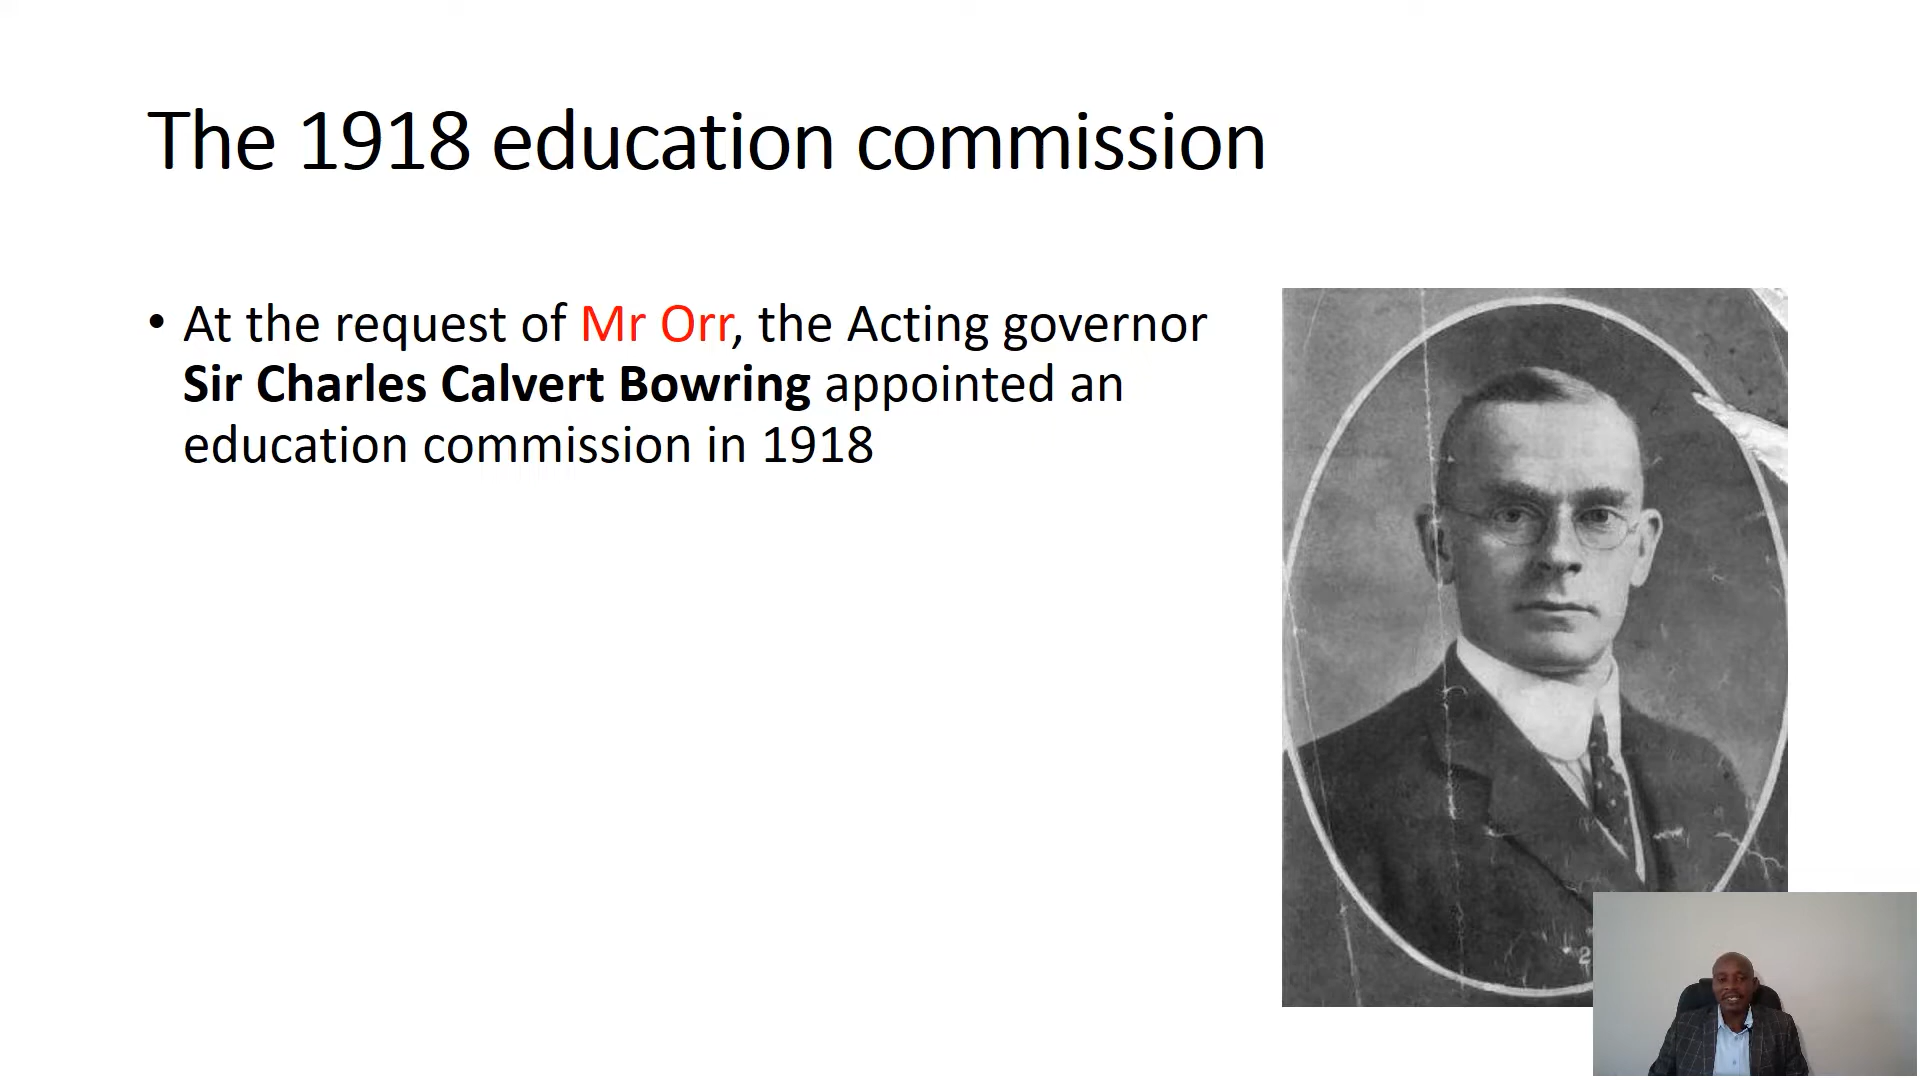 The 1918 education commission
• At the request of Mr Orr, the Acting governor
Sir Charles Calvert Bowring appointed an
education commission in 1918
2